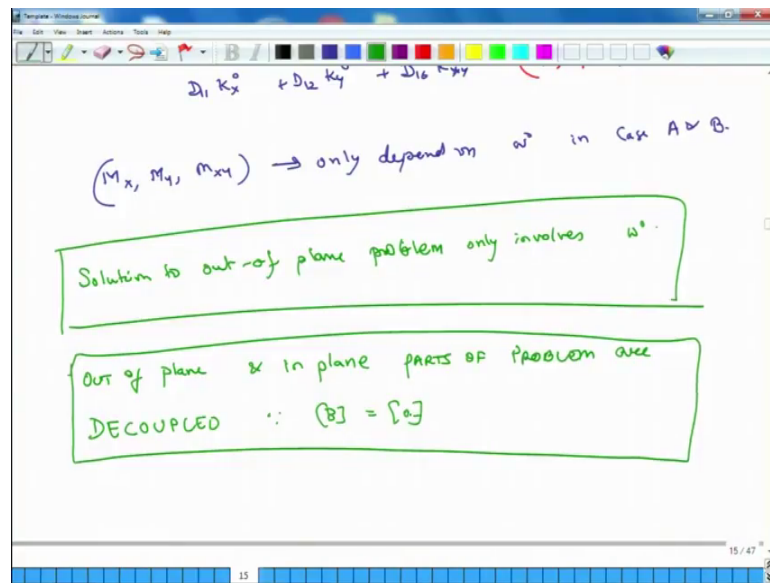 Template - Windows Journal
File Edit View Insert Actions Tools Help
B I
D11 Kx° + D12 Ky° + D16 Kxy
(Mx, My, Mxy) → only depend on w° in Case A & B.
Solution to out-of plane problem only involves w°.
OUT of plane & in plane PARTS OF PROBLEM are
DECOUPLED ∵ [B] = [0]
15 / 47
15